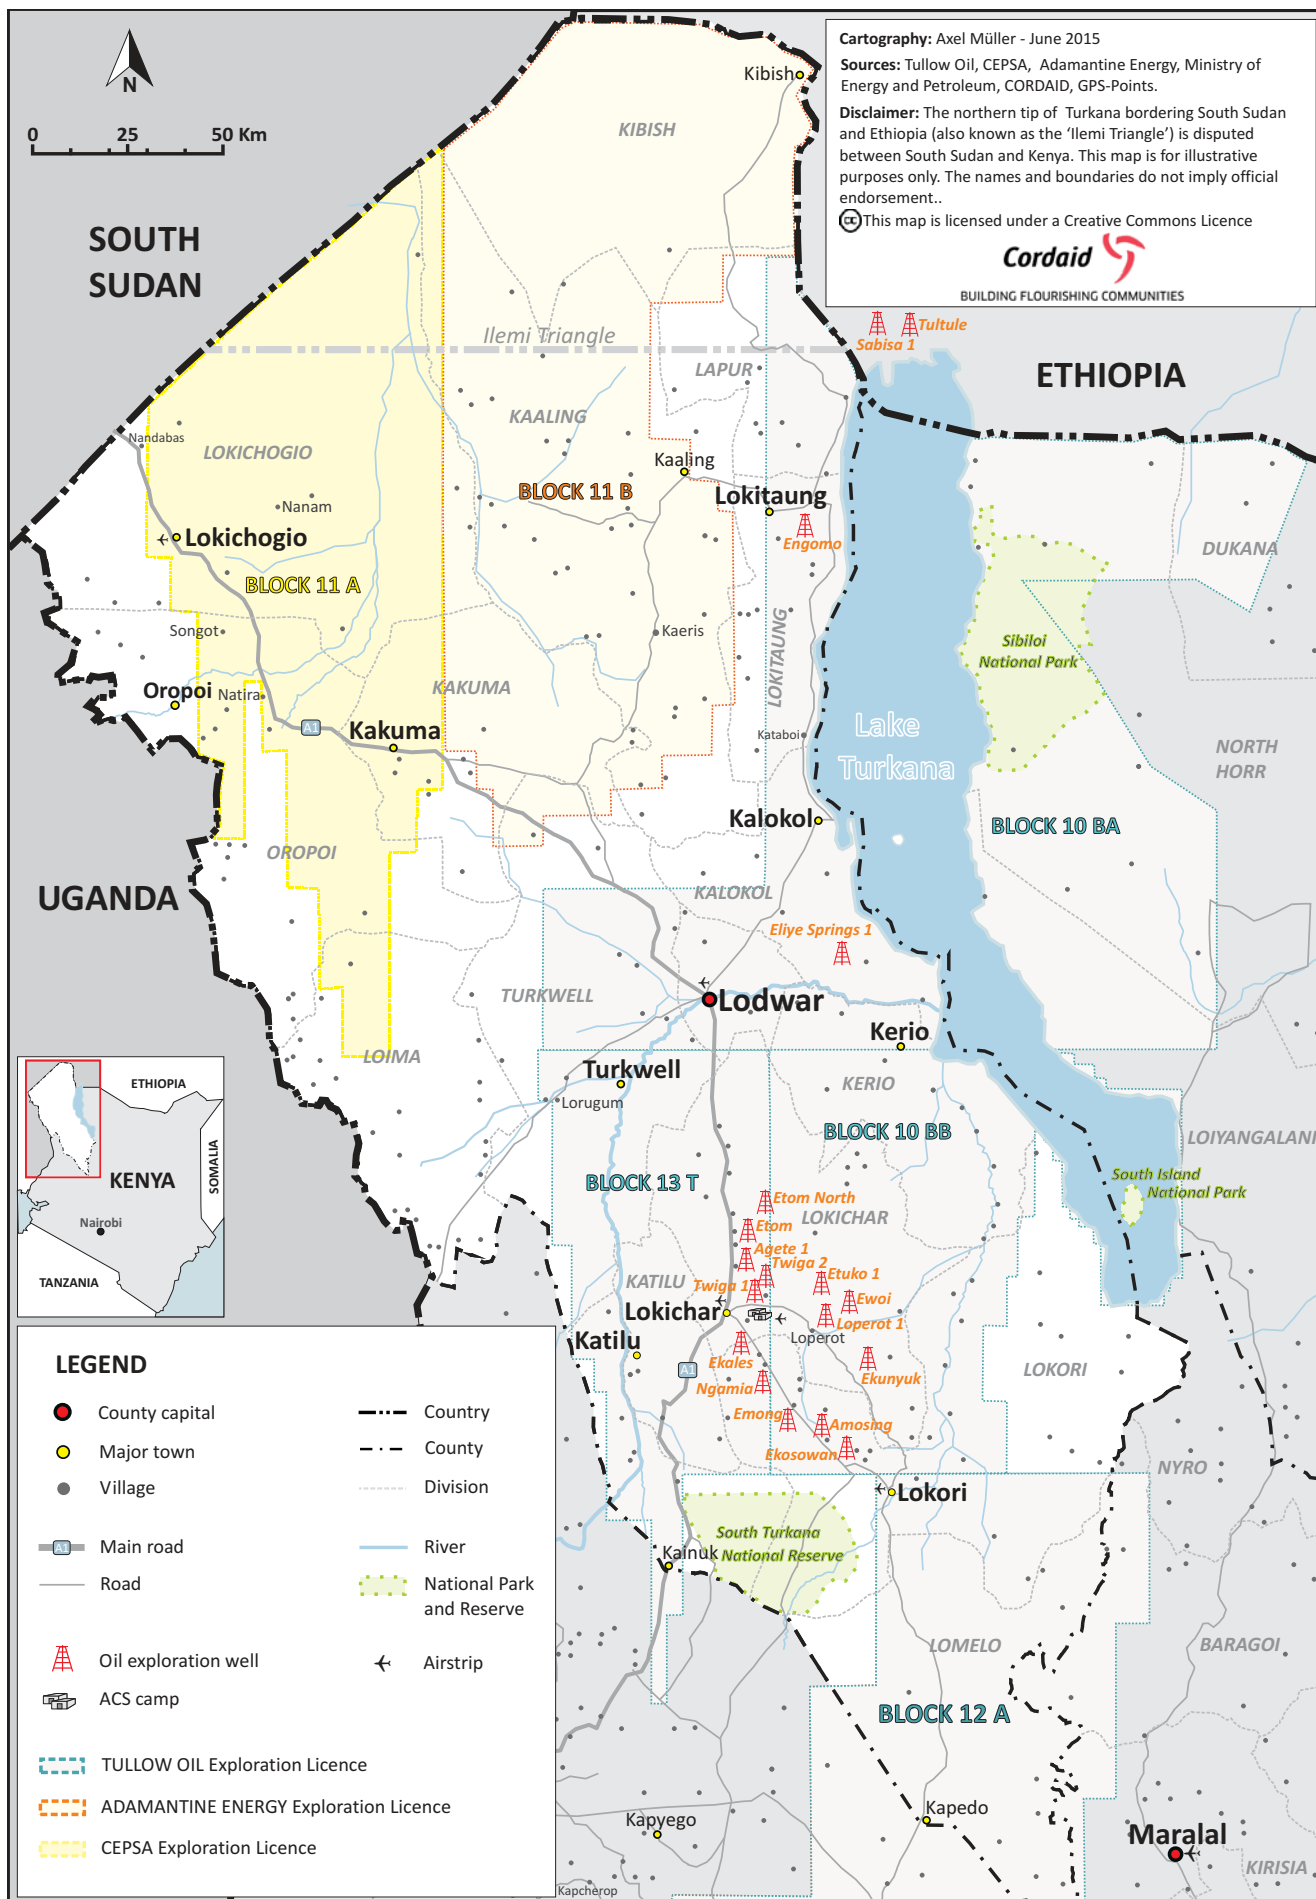 Cartography: Axel Müller - June 2015
Sources: Tullow Oil, CEPSA, Adamantine Energy, Ministry of
Energy and Petroleum, CORDAID, GPS-Points.
Disclaimer: The northern tip of Turkana bordering South Sudan
and Ethiopia (also known as the ‘Ilemi Triangle’) is disputed
between South Sudan and Kenya. This map is for illustrative
purposes only. The names and boundaries do not imply official
endorsement..
cc This map is licensed under a Creative Commons Licence
Cordaid
BUILDING FLOURISHING COMMUNITIES
N
0 25 50 Km
Kibish
KIBISH
SOUTH
SUDAN
Ilemi Triangle
Sabisa 1
Tultule
ETHIOPIA
LAPUR
KAALING
Nandabas
LOKICHOGIO
Kaaling
BLOCK 11 B
Lokitaung
Nanam
Lokichogio
Engomo
DUKANA
BLOCK 11 A
Songot
Kaeris
LOKITAUNG
Sibiloi
National Park
Oropoi
Natira
KAKUMA
A1
Kakuma
Kataboi
Lake
Turkana
NORTH
HORR
Kalokol
BLOCK 10 BA
OROPOI
UGANDA
KALOKOL
Eliye Springs 1
TURKWELL
Lodwar
Kerio
LOIMA
Turkwell
KERIO
Lorugum
BLOCK 10 BB
LOIYANGALANI
BLOCK 13 T
South Island
National Park
Etom North
LOKICHAR
Etom
Agete 1
Twiga 2
KATILU
Twiga 1
Etuko 1
Ewoi
Lokichar
Loperot 1
Loperot
Katilu
Ekales
A1
Ekunyuk
LOKORI
Ngamia
Emong
Amosing
Ekosowan
NYRO
Lokori
South Turkana
National Reserve
Kainuk
LOMELO
BARAGOI
BLOCK 12 A
Kapedo
Kapyego
Maralal
KIRISIA
Kapcherop
ETHIOPIA
SOMALIA
KENYA
Nairobi
TANZANIA
LEGEND
County capital
Major town
Village
A1 Main road
Road
Oil exploration well
ACS camp
Country
County
Division
River
National Park
and Reserve
Airstrip
TULLOW OIL Exploration Licence
ADAMANTINE ENERGY Exploration Licence
CEPSA Exploration Licence